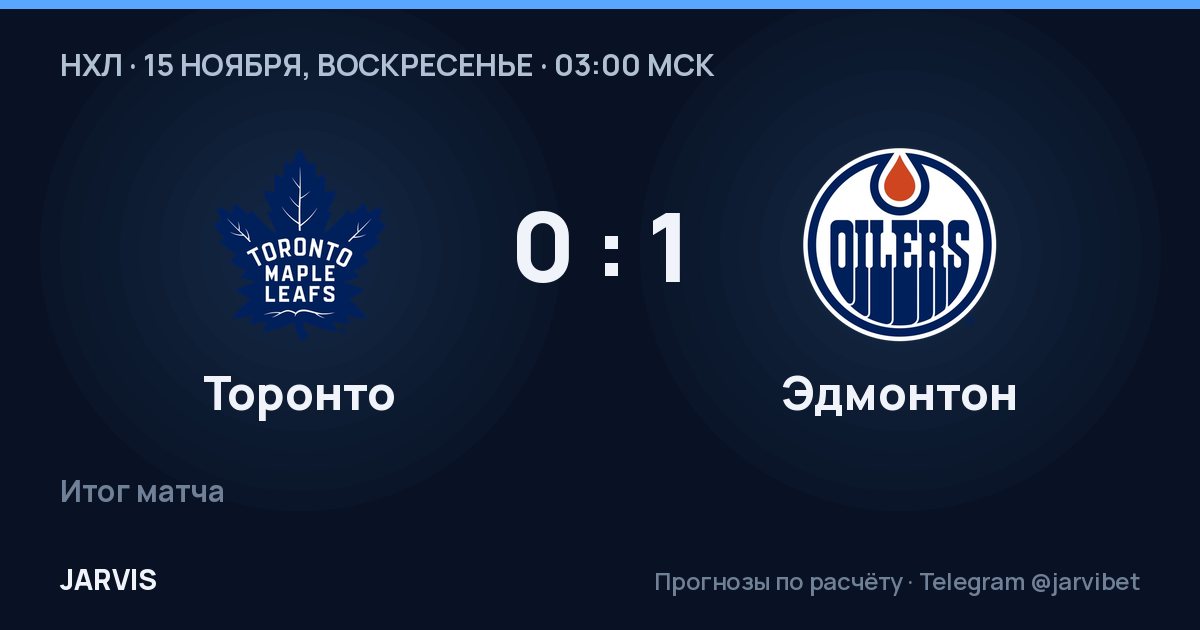 НХЛ · 15 НОЯБРЯ, ВОСКРЕСЕНЬЕ · 03:00 МСК
TORONTO
MAPLE
LEAFS
0 : 1
OILERS
Торонто
Эдмонтон
Итог матча
JARVIS
Прогнозы по расчёту · Telegram @jarvibet